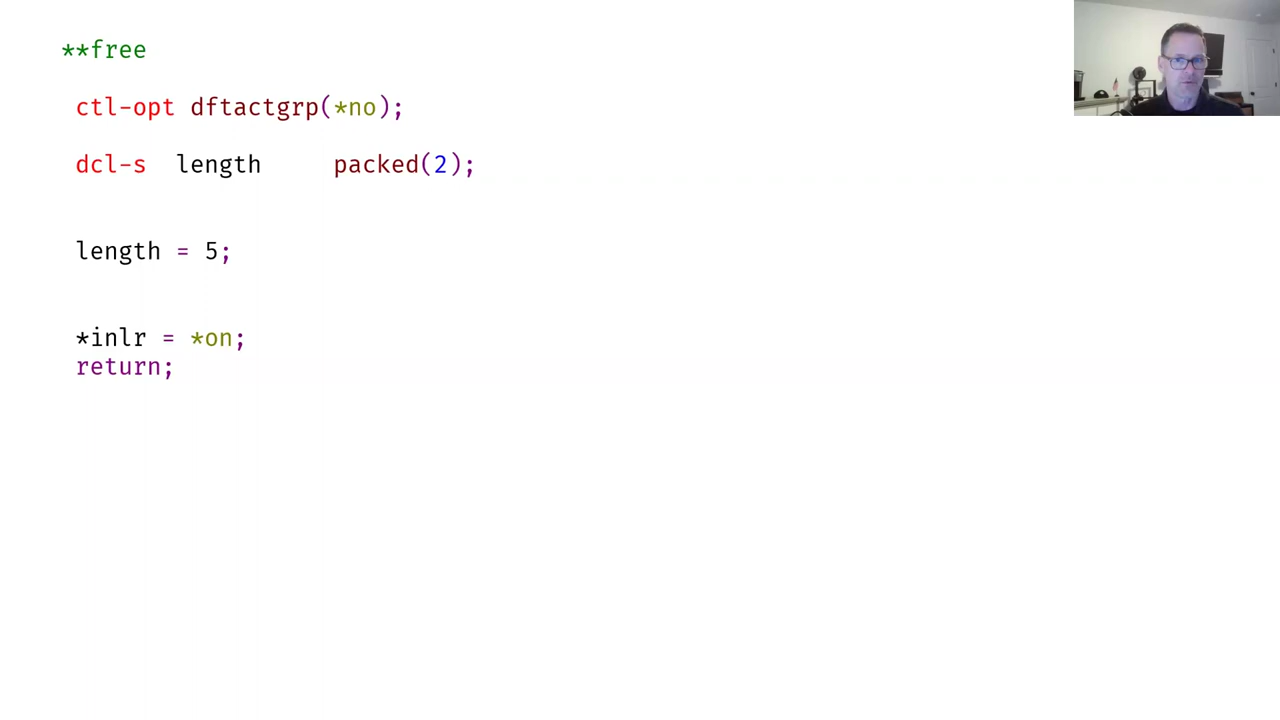 **free
ctl-opt dftactgrp(*no);
dcl-s  length     packed(2);
length = 5;
*inlr = *on;
return;